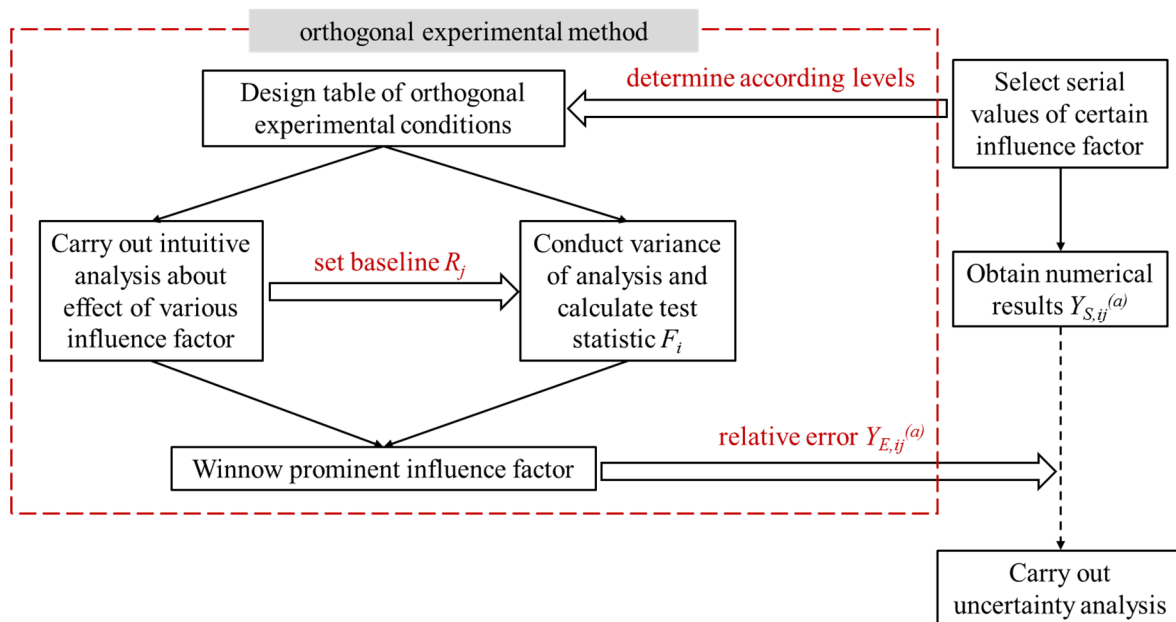 orthogonal experimental method
determine according levels
Design table of orthogonal
experimental conditions
Select serial
values of certain
influence factor
Carry out intuitive
analysis about
effect of various
influence factor
set baseline Rj
Conduct variance
of analysis and
calculate test
statistic Fi
Obtain numerical
results YS,ij(a)
relative error YE,ij(a)
Winnow prominent influence factor
Carry out
uncertainty analysis